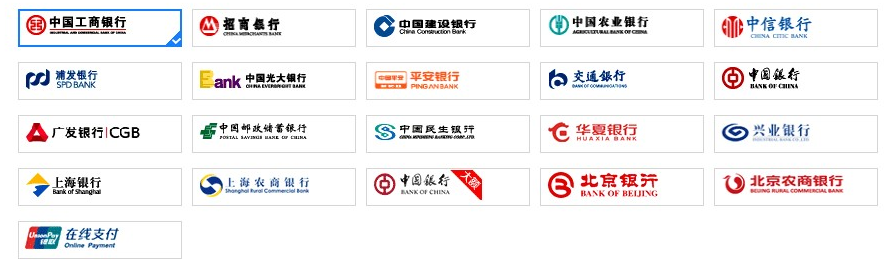 中国工商银行
INDUSTRIAL AND COMMERCIAL BANK OF CHINA
招商银行
CHINA MERCHANTS BANK
中国建设银行
China Construction Bank
中国农业银行
AGRICULTURAL BANK OF CHINA
中信银行
CHINA CITIC BANK
浦发银行
SPD BANK
Bank
中国光大银行
CHINA EVERBRIGHT BANK
中国平安
平安银行
PING AN BANK
交通银行
BANK OF COMMUNICATIONS
中国银行
BANK OF CHINA
广发银行|CGB
中国邮政储蓄银行
POSTAL SAVINGS BANK OF CHINA
中国民生银行
CHINA MINSHENG BANKING CORP.,LTD.
华夏银行
HUAXIA BANK
兴业银行
INDUSTRIAL BANK CO.,LTD.
上海银行
Bank of Shanghai
上海农商银行
Shanghai Rural Commercial Bank
中国银行
BANK OF CHINA
大额
北京银行
BANK OF BEIJING
北京农商银行
BEIJING RURAL COMMERCIAL BANK
UnionPay
银联
在线支付
Online Payment